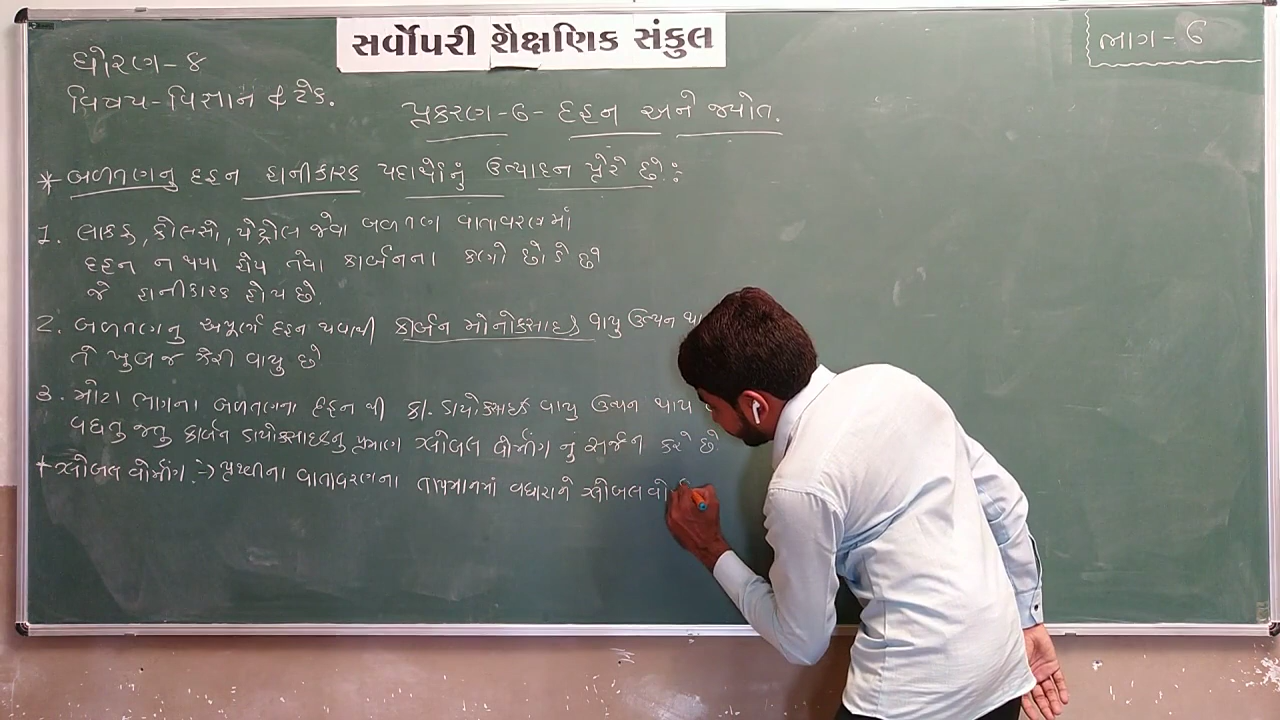 સર્વોપરી શૈક્ષણિક સંકુલ
ભાગ-6
ધોરણ-8
વિષય-વિજ્ઞાન & ટેક.
પ્રકરણ-6- દહન અને જ્યોત.
* બળતણનુ દહન હાનીકારક પદાર્થોનું ઉત્પાદન પ્રેરે છે.:
1. લાકડુ, કોલસો, પેટ્રોલ જેવા બળતણ વાતાવરણમાં
દહન ન થયા હોય તેવા કાર્બનના કણો છોડે છે
જે હાનીકારક હોય છે.
2. બળતણનુ અપૂર્ણ દહન થવાથી કાર્બન મોનોકસાઇડ વાયુ ઉત્પન થા
તે ખુબ જ ઝેરી વાયુ છે
3. મોટા ભાગના બળતણના દહન થી કા. ડાયોકસાઇડ વાયુ ઉત્પન થાય
વધતુ જતુ કાર્બન ડાયોકસાઇડનુ પ્રમાણ ગ્લોબલ વોર્મીંગ નું સર્જન કરે છે
* ગ્લોબલ વોર્મીંગ :-> પૃથ્વીના વાતાવરણના તાપમાનમાં વધારાને ગ્લોબલ વો